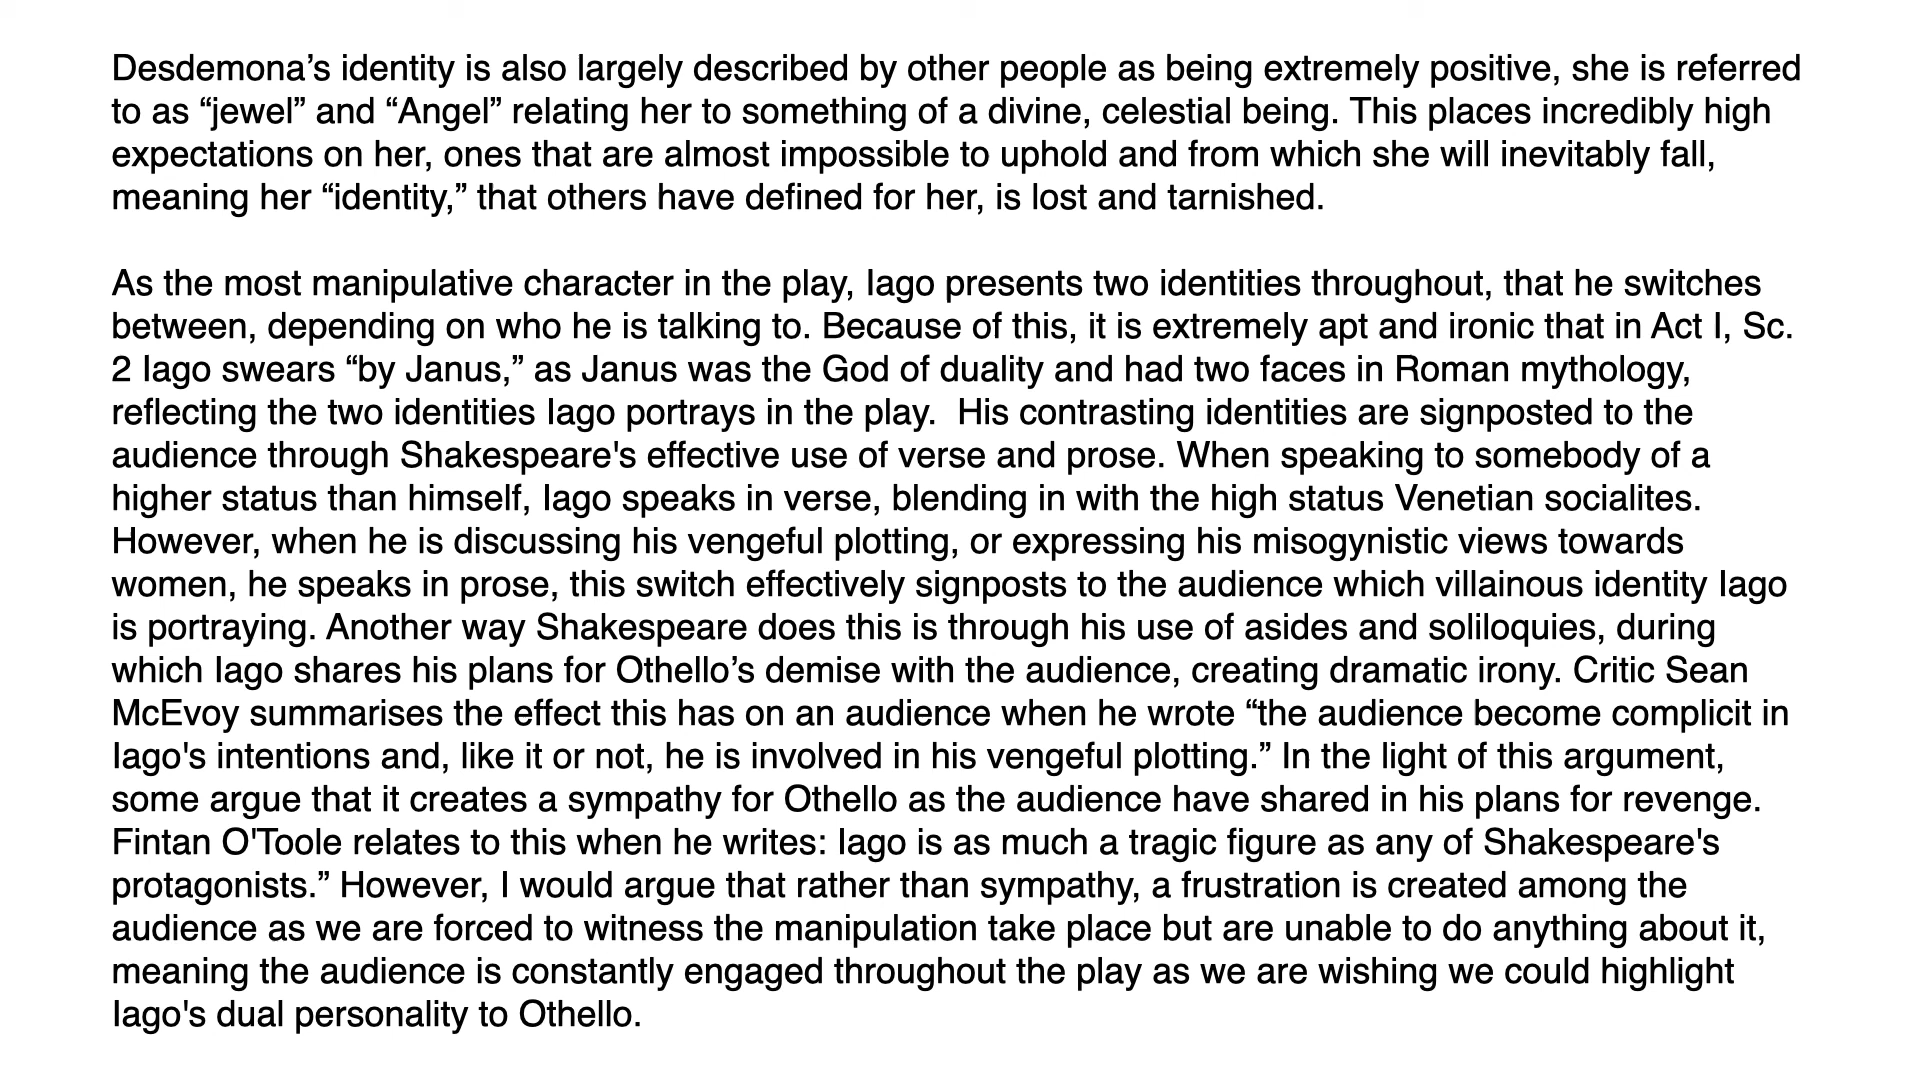 Desdemona’s identity is also largely described by other people as being extremely positive, she is referred
to as “jewel” and “Angel” relating her to something of a divine, celestial being. This places incredibly high
expectations on her, ones that are almost impossible to uphold and from which she will inevitably fall,
meaning her “identity,” that others have defined for her, is lost and tarnished.
As the most manipulative character in the play, Iago presents two identities throughout, that he switches
between, depending on who he is talking to. Because of this, it is extremely apt and ironic that in Act I, Sc.
2 Iago swears “by Janus,” as Janus was the God of duality and had two faces in Roman mythology,
reflecting the two identities Iago portrays in the play.  His contrasting identities are signposted to the
audience through Shakespeare's effective use of verse and prose. When speaking to somebody of a
higher status than himself, Iago speaks in verse, blending in with the high status Venetian socialites.
However, when he is discussing his vengeful plotting, or expressing his misogynistic views towards
women, he speaks in prose, this switch effectively signposts to the audience which villainous identity Iago
is portraying. Another way Shakespeare does this is through his use of asides and soliloquies, during
which Iago shares his plans for Othello’s demise with the audience, creating dramatic irony. Critic Sean
McEvoy summarises the effect this has on an audience when he wrote “the audience become complicit in
Iago's intentions and, like it or not, he is involved in his vengeful plotting.” In the light of this argument,
some argue that it creates a sympathy for Othello as the audience have shared in his plans for revenge.
Fintan O'Toole relates to this when he writes: Iago is as much a tragic figure as any of Shakespeare's
protagonists.” However, I would argue that rather than sympathy, a frustration is created among the
audience as we are forced to witness the manipulation take place but are unable to do anything about it,
meaning the audience is constantly engaged throughout the play as we are wishing we could highlight
Iago's dual personality to Othello.